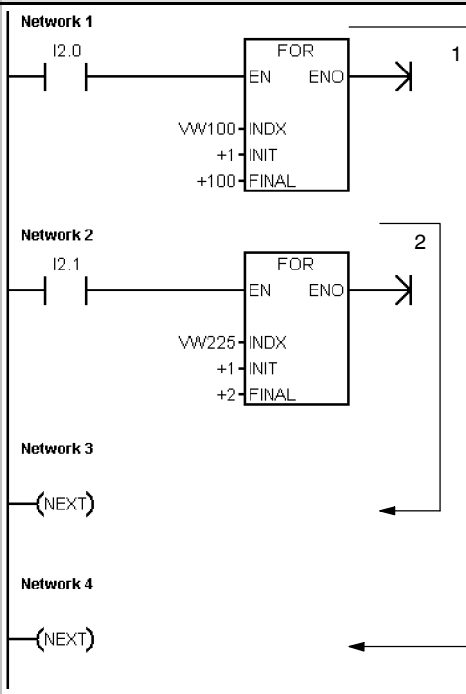 Network 1
I2.0
FOR
1
EN ENO
VW100 INDX
+1 INIT
+100 FINAL
Network 2
2
I2.1
FOR
EN ENO
VW225 INDX
+1 INIT
+2 FINAL
Network 3
(NEXT)
Network 4
(NEXT)